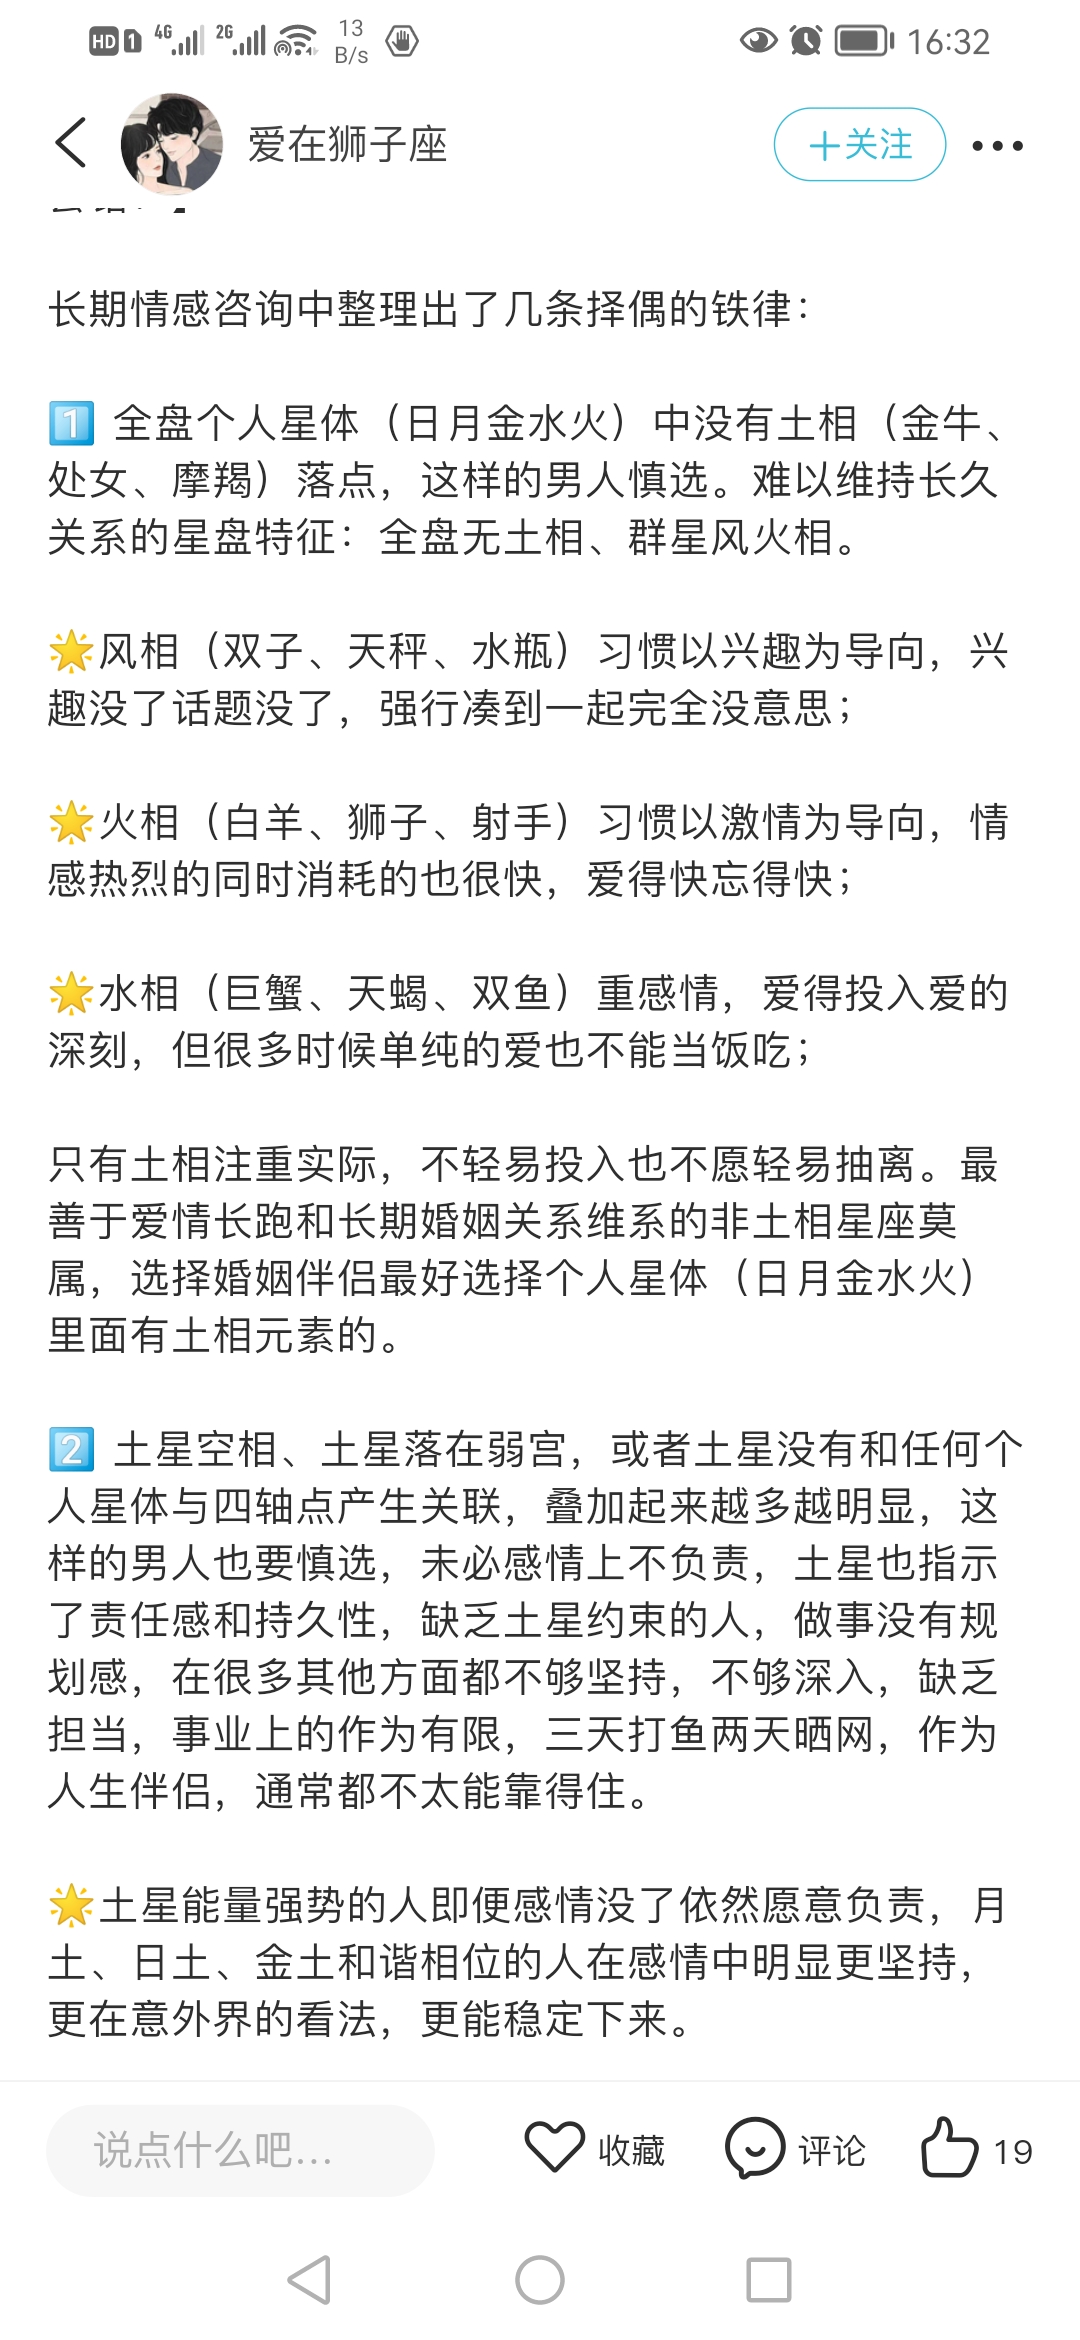 HD 1 4G 2G 13 B/s 16:32
爱在狮子座
+关注
长期情感咨询中整理出了几条择偶的铁律：
1 全盘个人星体（日月金水火）中没有土相（金牛、
处女、摩羯）落点，这样的男人慎选。难以维持长久
关系的星盘特征：全盘无土相、群星风火相。
🌟风相（双子、天秤、水瓶）习惯以兴趣为导向，兴
趣没了话题没了，强行凑到一起完全没意思；
🌟火相（白羊、狮子、射手）习惯以激情为导向，情
感热烈的同时消耗的也很快，爱得快忘得快；
🌟水相（巨蟹、天蝎、双鱼）重感情，爱得投入爱的
深刻，但很多时候单纯的爱也不能当饭吃；
只有土相注重实际，不轻易投入也不愿轻易抽离。最
善于爱情长跑和长期婚姻关系维系的非土相星座莫
属，选择婚姻伴侣最好选择个人星体（日月金水火）
里面有土相元素的。
2 土星空相、土星落在弱宫，或者土星没有和任何个
人星体与四轴点产生关联，叠加起来越多越明显，这
样的男人也要慎选，未必感情上不负责，土星也指示
了责任感和持久性，缺乏土星约束的人，做事没有规
划感，在很多其他方面都不够坚持，不够深入，缺乏
担当，事业上的作为有限，三天打鱼两天晒网，作为
人生伴侣，通常都不太能靠得住。
🌟土星能量强势的人即便感情没了依然愿意负责，月
土、日土、金土和谐相位的人在感情中明显更坚持，
更在意外界的看法，更能稳定下来。
说点什么吧...
收藏
评论
19